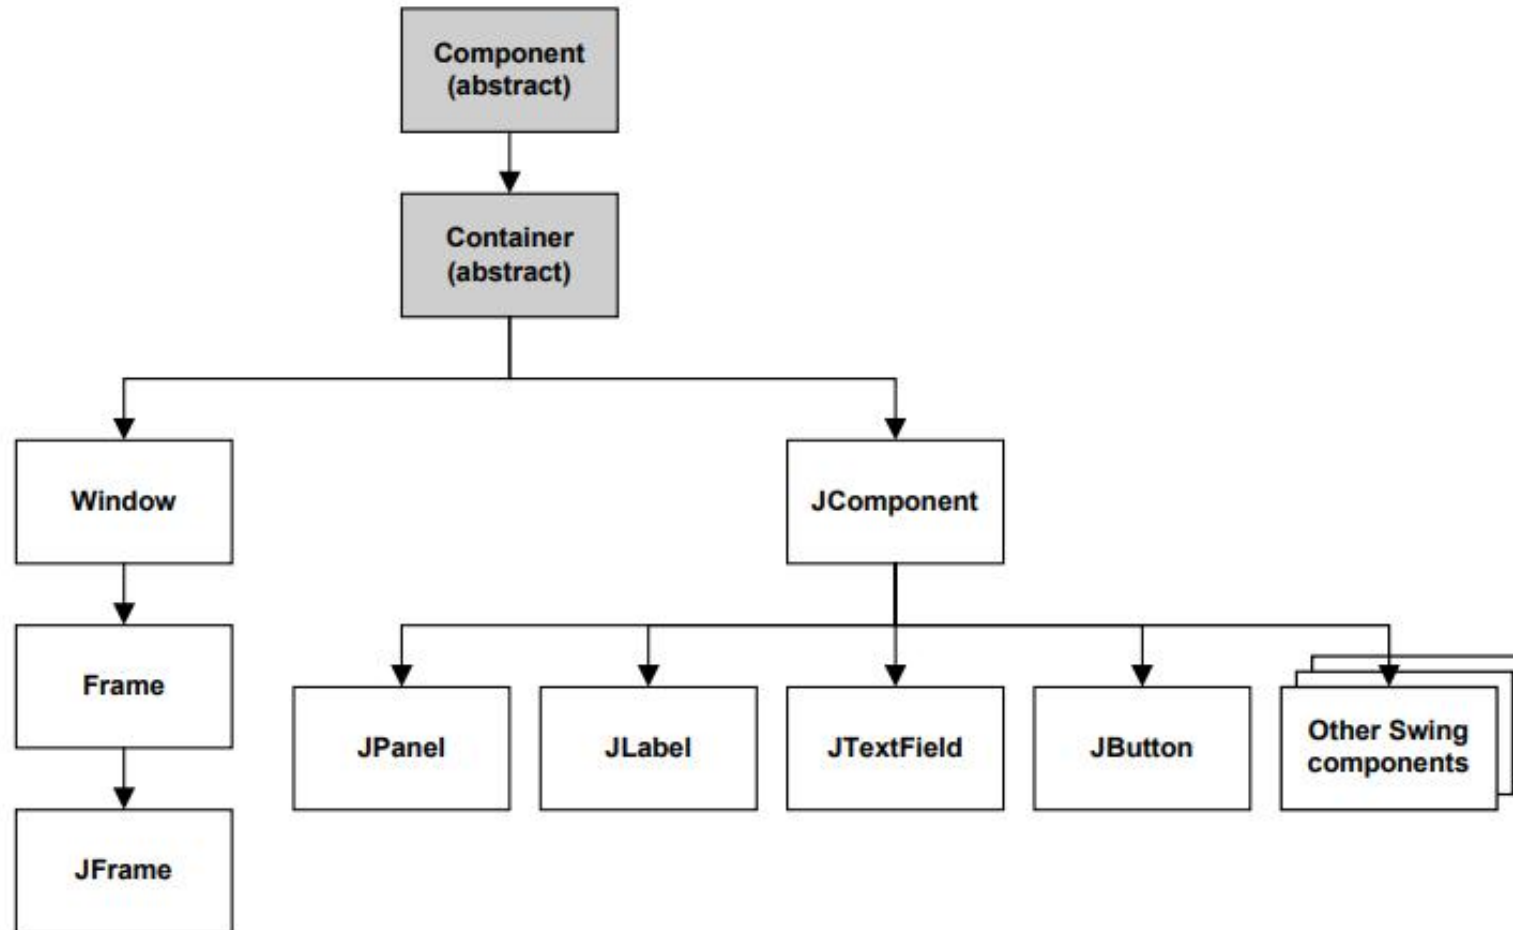 Component
(abstract)
Container
(abstract)
Window
JComponent
Frame
JPanel
JLabel
JTextField
JButton
Other Swing
components
JFrame